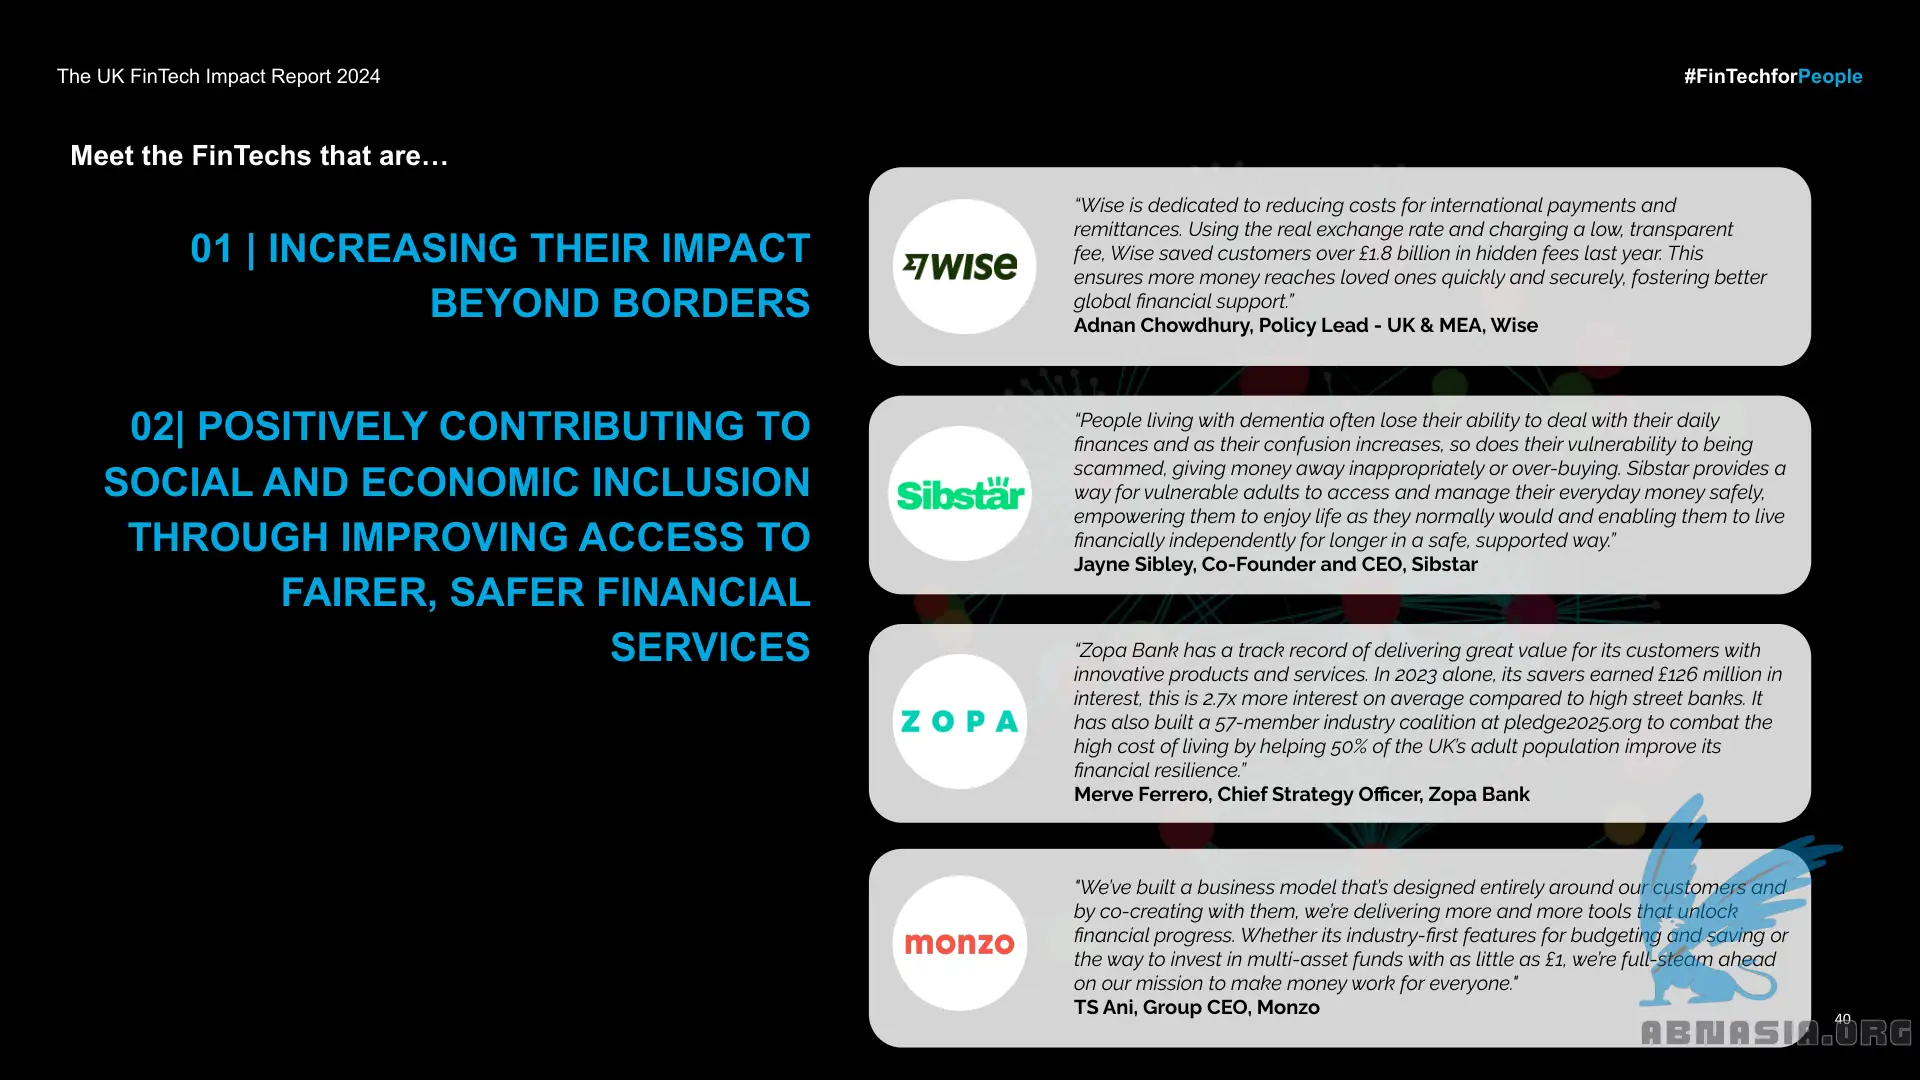 The UK FinTech Impact Report 2024
#FinTechforPeople
Meet the FinTechs that are…
01 | INCREASING THEIR IMPACT
BEYOND BORDERS
02| POSITIVELY CONTRIBUTING TO
SOCIAL AND ECONOMIC INCLUSION
THROUGH IMPROVING ACCESS TO
FAIRER, SAFER FINANCIAL
SERVICES
WISE
“Wise is dedicated to reducing costs for international payments and
remittances. Using the real exchange rate and charging a low, transparent
fee, Wise saved customers over £1.8 billion in hidden fees last year. This
ensures more money reaches loved ones quickly and securely, fostering better
global financial support.”
Adnan Chowdhury, Policy Lead - UK & MEA, Wise
Sibstar
“People living with dementia often lose their ability to deal with their daily
finances and as their confusion increases, so does their vulnerability to being
scammed, giving money away inappropriately or over-buying. Sibstar provides a
way for vulnerable adults to access and manage their everyday money safely,
empowering them to enjoy life as they normally would and enabling them to live
financially independently for longer in a safe, supported way.”
Jayne Sibley, Co-Founder and CEO, Sibstar
ZOPA
“Zopa Bank has a track record of delivering great value for its customers with
innovative products and services. In 2023 alone, its savers earned £126 million in
interest, this is 2.7x more interest on average compared to high street banks. It
has also built a 57-member industry coalition at pledge2025.org to combat the
high cost of living by helping 50% of the UK’s adult population improve its
financial resilience.”
Merve Ferrero, Chief Strategy Officer, Zopa Bank
monzo
"We’ve built a business model that’s designed entirely around our customers and
by co-creating with them, we’re delivering more and more tools that unlock
financial progress. Whether its industry-first features for budgeting and saving or
the way to invest in multi-asset funds with as little as £1, we’re full-steam ahead
on our mission to make money work for everyone."
TS Ani, Group CEO, Monzo
40
ABNASIA.ORG